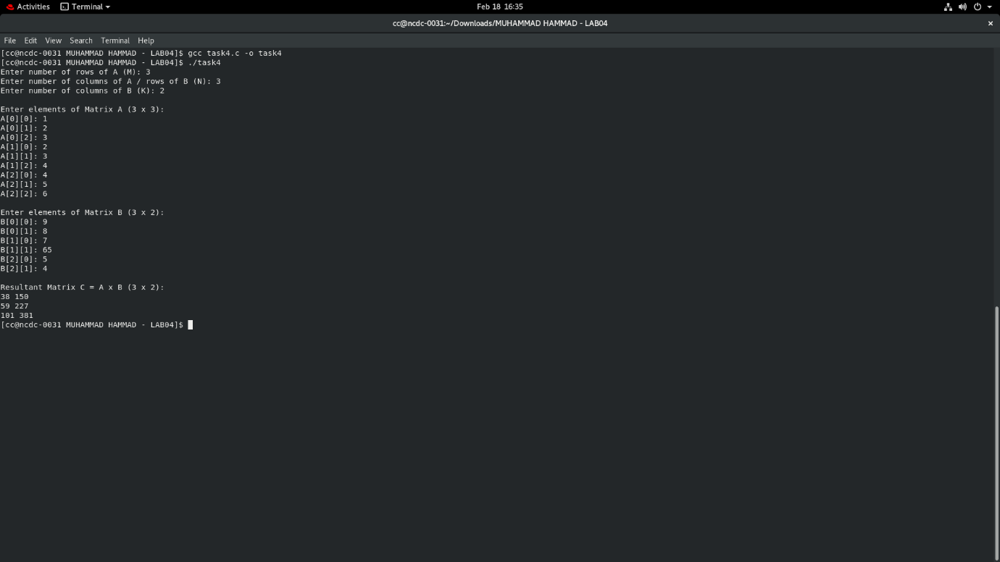 Activities Terminal Feb 18 16:35
cc@ncdc-0031:~/Downloads/MUHAMMAD HAMMAD - LAB04 ×
File Edit View Search Terminal Help
[cc@ncdc-0031 MUHAMMAD HAMMAD - LAB04]$ gcc task4.c -o task4
[cc@ncdc-0031 MUHAMMAD HAMMAD - LAB04]$ ./task4
Enter number of rows of A (M): 3
Enter number of columns of A / rows of B (N): 3
Enter number of columns of B (K): 2
Enter elements of Matrix A (3 x 3):
A[0][0]: 1
A[0][1]: 2
A[0][2]: 3
A[1][0]: 2
A[1][1]: 3
A[1][2]: 4
A[2][0]: 4
A[2][1]: 5
A[2][2]: 6
Enter elements of Matrix B (3 x 2):
B[0][0]: 9
B[0][1]: 8
B[1][0]: 7
B[1][1]: 65
B[2][0]: 5
B[2][1]: 4
Resultant Matrix C = A x B (3 x 2):
38 150
59 227
101 381
[cc@ncdc-0031 MUHAMMAD HAMMAD - LAB04]$